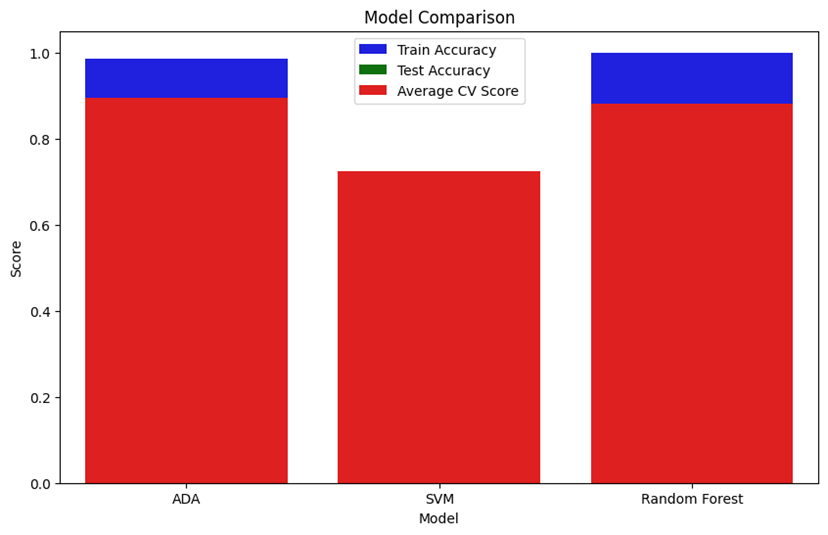 Model Comparison
Train Accuracy
Test Accuracy
Average CV Score
1.0
0.8
0.6
0.4
0.2
0.0
Score
ADA
SVM
Random Forest
Model